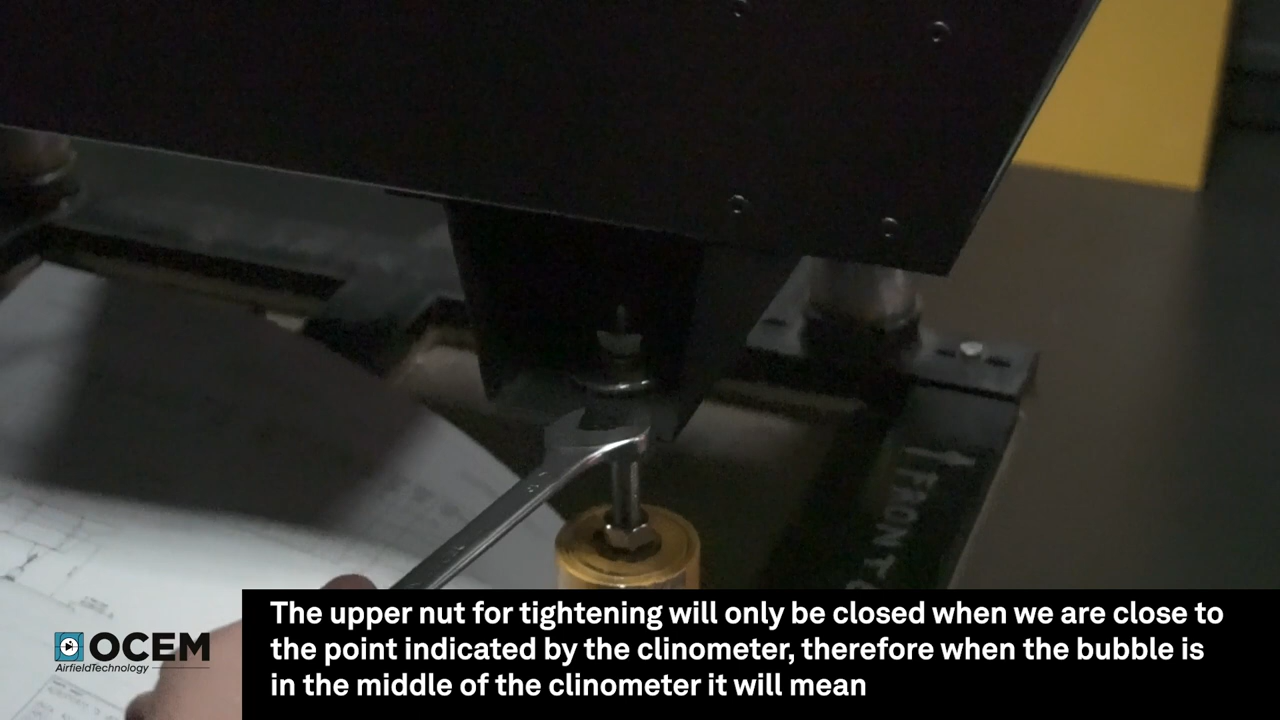 FRONT
OCEM
AirfieldTechnology
The upper nut for tightening will only be closed when we are close to
the point indicated by the clinometer, therefore when the bubble is
in the middle of the clinometer it will mean